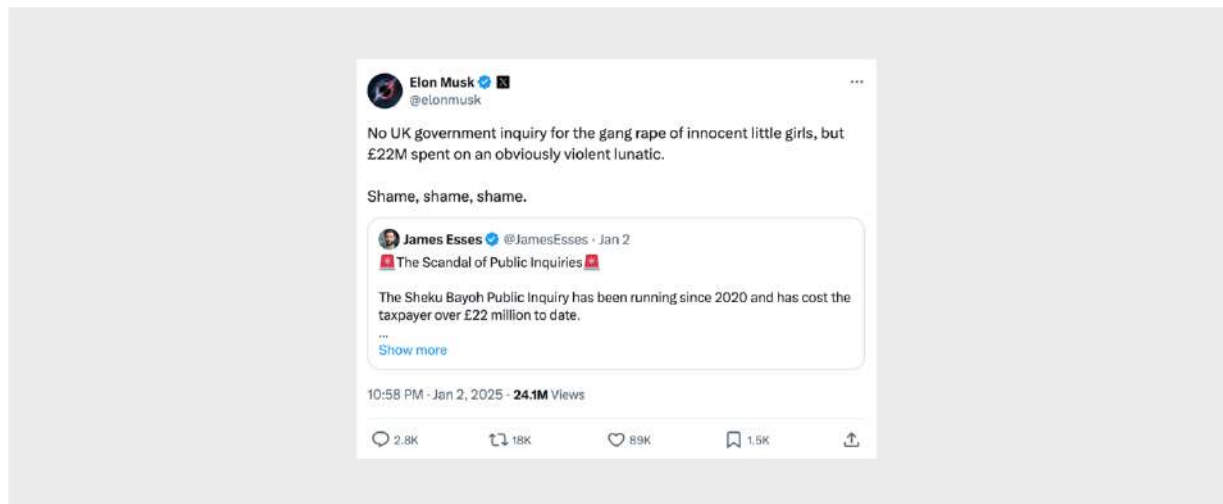 Elon Musk
@elonmusk
No UK government inquiry for the gang rape of innocent little girls, but
£22M spent on an obviously violent lunatic.
Shame, shame, shame.
James Esses @JamesEsses · Jan 2
🚨The Scandal of Public Inquiries🚨
The Sheku Bayoh Public Inquiry has been running since 2020 and has cost the
taxpayer over £22 million to date.
...
Show more
10:58 PM · Jan 2, 2025 · 24.1M Views
2.8K 18K 89K 1.5K